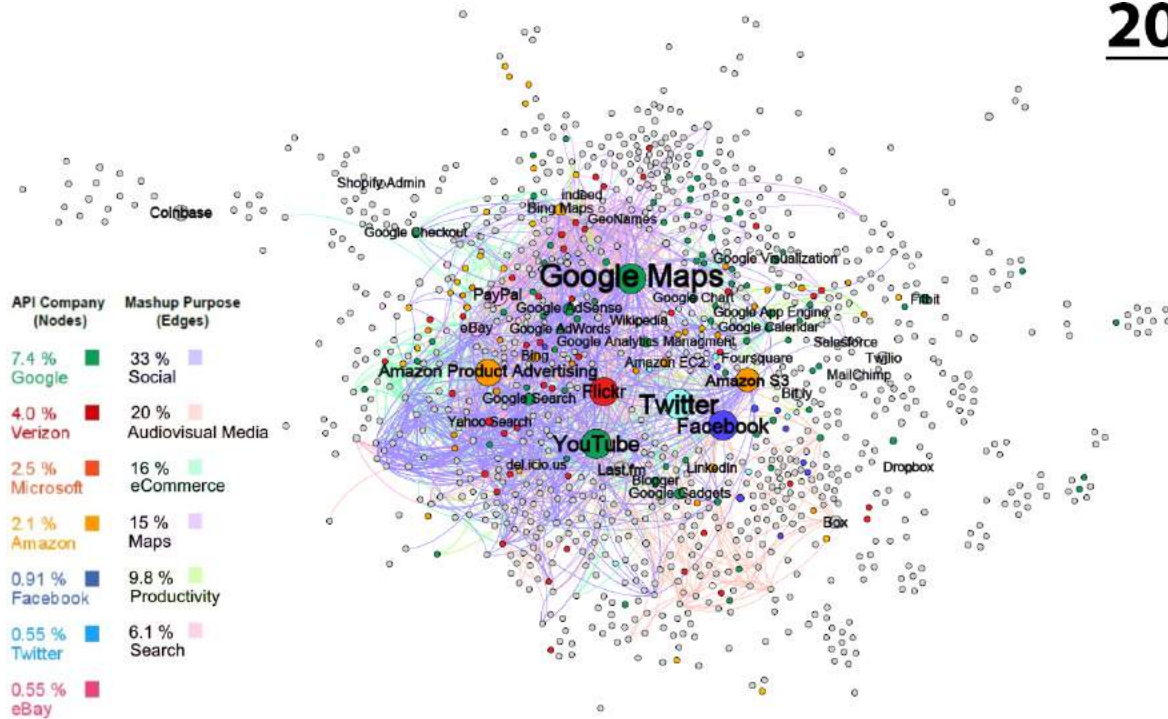 20
Shopify Admin
indeed
Coinbase
Bing Maps
GeoNames
Google Checkout
Google Visualization
Google Maps
API Company
(Nodes)
Mashup Purpose
(Edges)
PayPal
Google Chart
Fitbit
Google AdSense
Google App Engine
Wikipedia
eBay
Google AdWords
Google Calendar
Google Analytics Managment
Salesforce
7.4 %
Google
33 %
Social
Bing
Amazon EC2
Foursquare
Twilio
Amazon Product Advertising
Amazon S3
MailChimp
Flickr
Bit.ly
Google Search
Twitter
4.0 %
Verizon
20 %
Audiovisual Media
Yahoo Search
Facebook
YouTube
2.5 %
Microsoft
16 %
eCommerce
del.icio.us
Last.fm
LinkedIn
Dropbox
Blogger
Google Gadgets
2.1 %
Amazon
15 %
Maps
Box
0.91 %
Facebook
9.8 %
Productivity
0.55 %
Twitter
6.1 %
Search
0.55 %
eBay